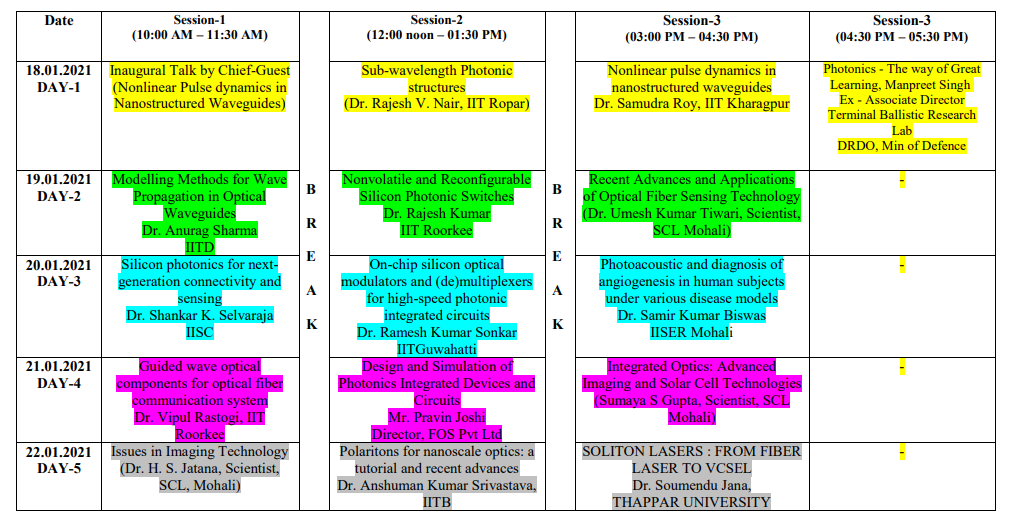 Date
Session-1
(10:00 AM – 11:30 AM)
Session-2
(12:00 noon – 01:30 PM)
Session-3
(03:00 PM – 04:30 PM)
Session-3
(04:30 PM – 05:30 PM)
18.01.2021
DAY-1
Inaugural Talk by Chief-Guest
(Nonlinear Pulse dynamics in
Nanostructured Waveguides)
Sub-wavelength Photonic
structures
(Dr. Rajesh V. Nair, IIT Ropar)
Nonlinear pulse dynamics in
nanostructured waveguides
Dr. Samudra Roy, IIT Kharagpur
Photonics - The way of Great
Learning, Manpreet Singh
Ex - Associate Director
Terminal Ballistic Research
Lab
DRDO, Min of Defence
19.01.2021
DAY-2
Modelling Methods for Wave
Propagation in Optical
Waveguides
Dr. Anurag Sharma
IITD
B
R
E
A
K
Nonvolatile and Reconfigurable
Silicon Photonic Switches
Dr. Rajesh Kumar
IIT Roorkee
B
R
E
A
K
Recent Advances and Applications
of Optical Fiber Sensing Technology
(Dr. Umesh Kumar Tiwari, Scientist,
SCL Mohali)
-
20.01.2021
DAY-3
Silicon photonics for next-
generation connectivity and
sensing
Dr. Shankar K. Selvaraja
IISC
On-chip silicon optical
modulators and (de)multiplexers
for high-speed photonic
integrated circuits
Dr. Ramesh Kumar Sonkar
IITGuwahatti
Photoacoustic and diagnosis of
angiogenesis in human subjects
under various disease models
Dr. Samir Kumar Biswas
IISER Mohali
-
21.01.2021
DAY-4
Guided wave optical
components for optical fiber
communication system
Dr. Vipul Rastogi, IIT
Roorkee
Design and Simulation of
Photonics Integrated Devices and
Circuits
Mr. Pravin Joshi
Director, FOS Pvt Ltd
Integrated Optics: Advanced
Imaging and Solar Cell Technologies
(Sumaya S Gupta, Scientist, SCL
Mohali)
-
22.01.2021
DAY-5
Issues in Imaging Technology
(Dr. H. S. Jatana, Scientist,
SCL, Mohali)
Polaritons for nanoscale optics: a
tutorial and recent advances
Dr. Anshuman Kumar Srivastava,
IITB
SOLITON LASERS : FROM FIBER
LASER TO VCSEL
Dr. Soumendu Jana,
THAPPAR UNIVERSITY
-